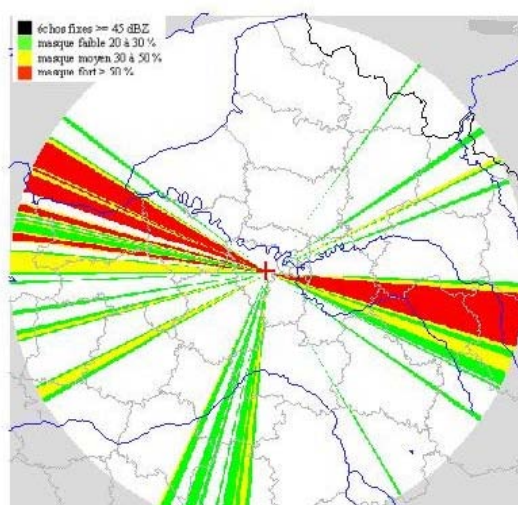 échos fixes >= 45 dBZ
masque faible 20 à 30 %
masque moyen 30 à 50 %
masque fort > 50 %